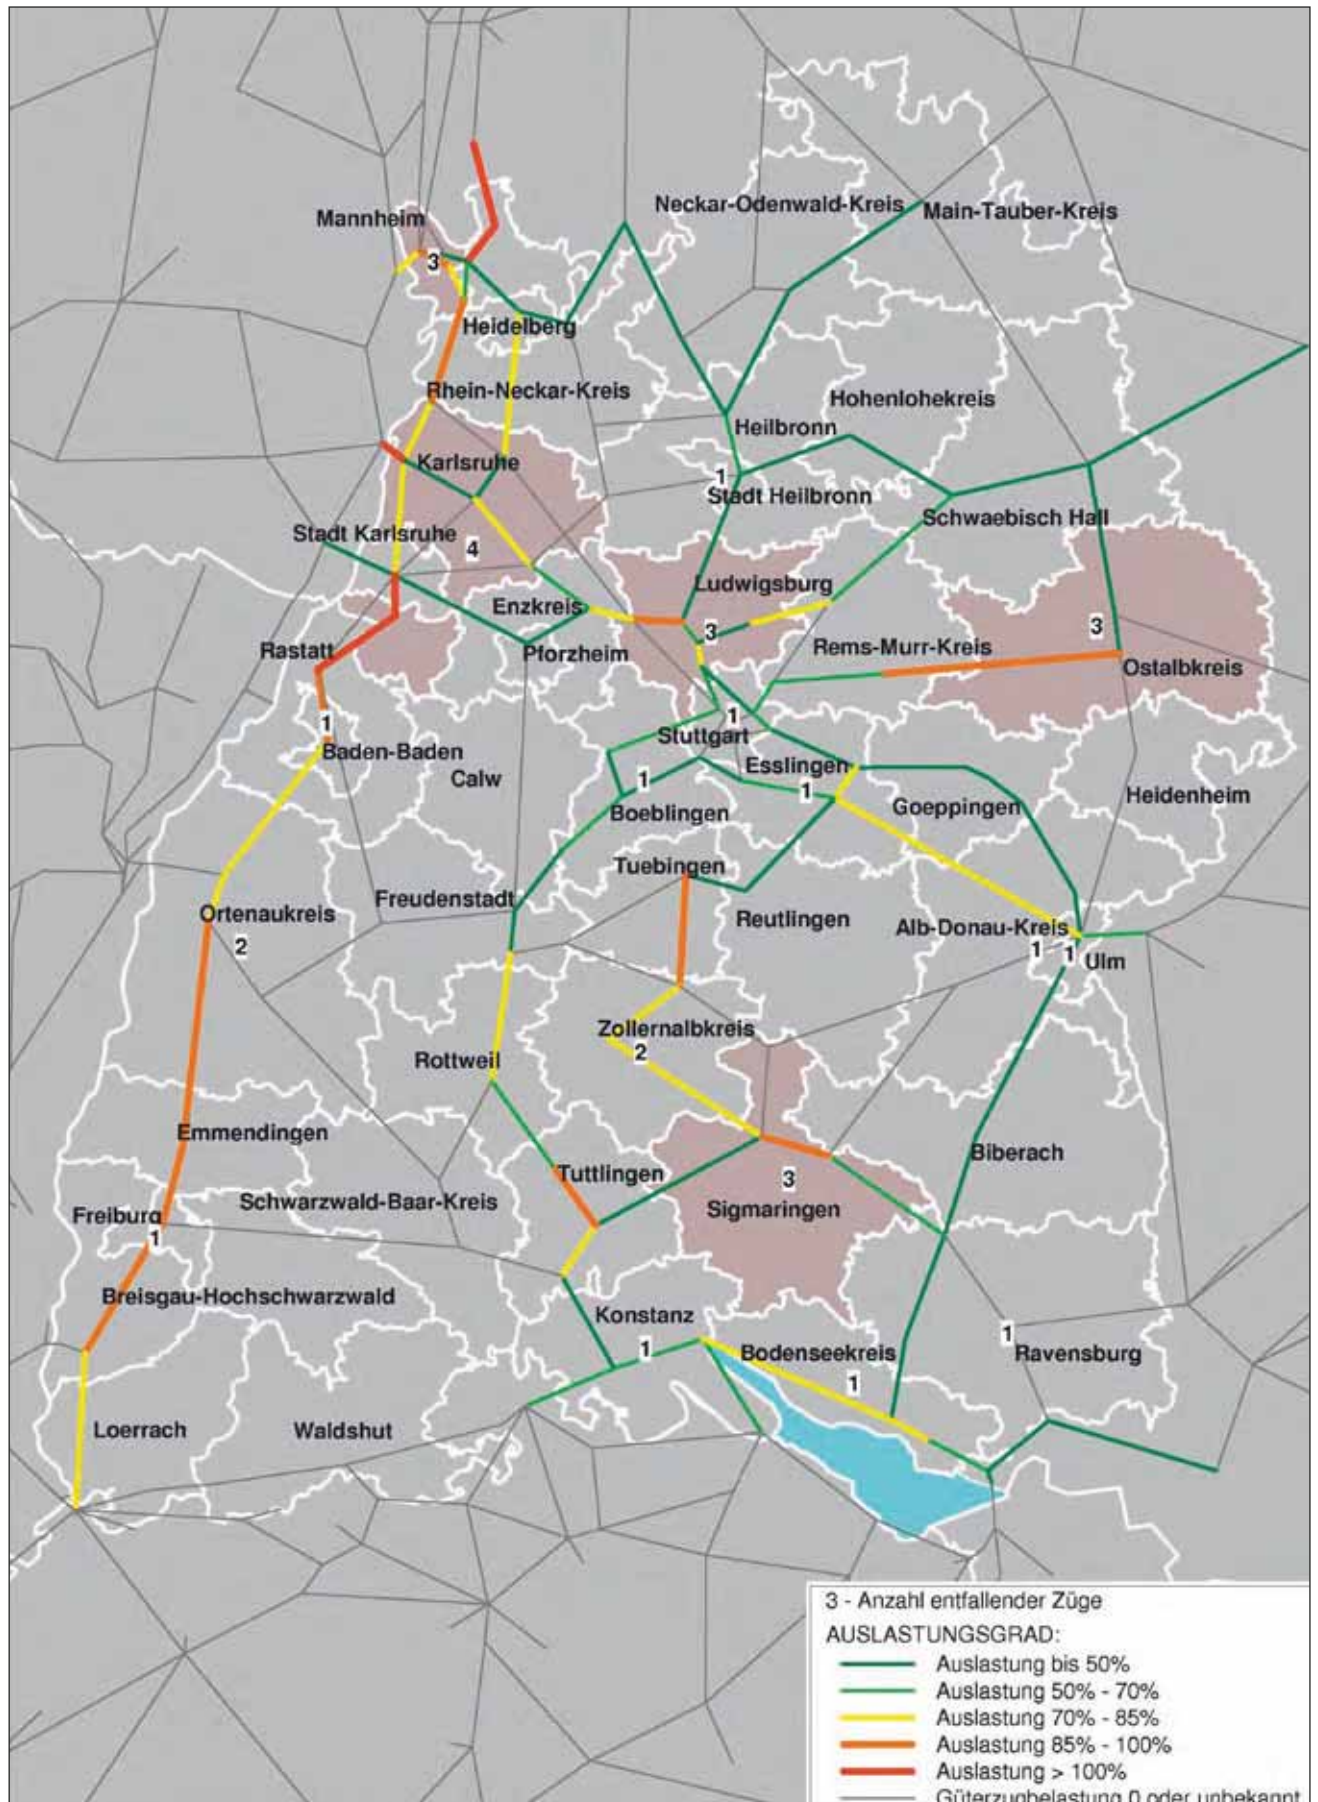 Neckar-Odenwald-Kreis
Main-Tauber-Kreis
Mannheim
3
Heidelberg
Rhein-Neckar-Kreis
Hohenlohekreis
Heilbronn
Karlsruhe
1
Stadt Heilbronn
Schwaebisch Hall
Stadt Karlsruhe
4
Ludwigsburg
Enzkreis
3
3
Rems-Murr-Kreis
Rastatt
Pforzheim
Ostalbkreis
1
1
Stuttgart
Baden-Baden
Esslingen
Calw
1
1
Heidenheim
Boeblingen
Goeppingen
Tuebingen
Freudenstadt
Reutlingen
Ortenaukreis
Alb-Donau-Kreis
2
1
1
Ulm
Zollernalbkreis
2
Rottweil
Emmendingen
Biberach
Tuttlingen
3
Schwarzwald-Baar-Kreis
Sigmaringen
Freiburg
1
Breisgau-Hochschwarzwald
Konstanz
1
1
Bodenseekreis
Ravensburg
1
Loerrach
Waldshut
3 - Anzahl entfallender Züge
AUSLASTUNGSGRAD:
Auslastung bis 50%
Auslastung 50% - 70%
Auslastung 70% - 85%
Auslastung 85% - 100%
Auslastung > 100%
Güterzugbelastung 0 oder unbekannt